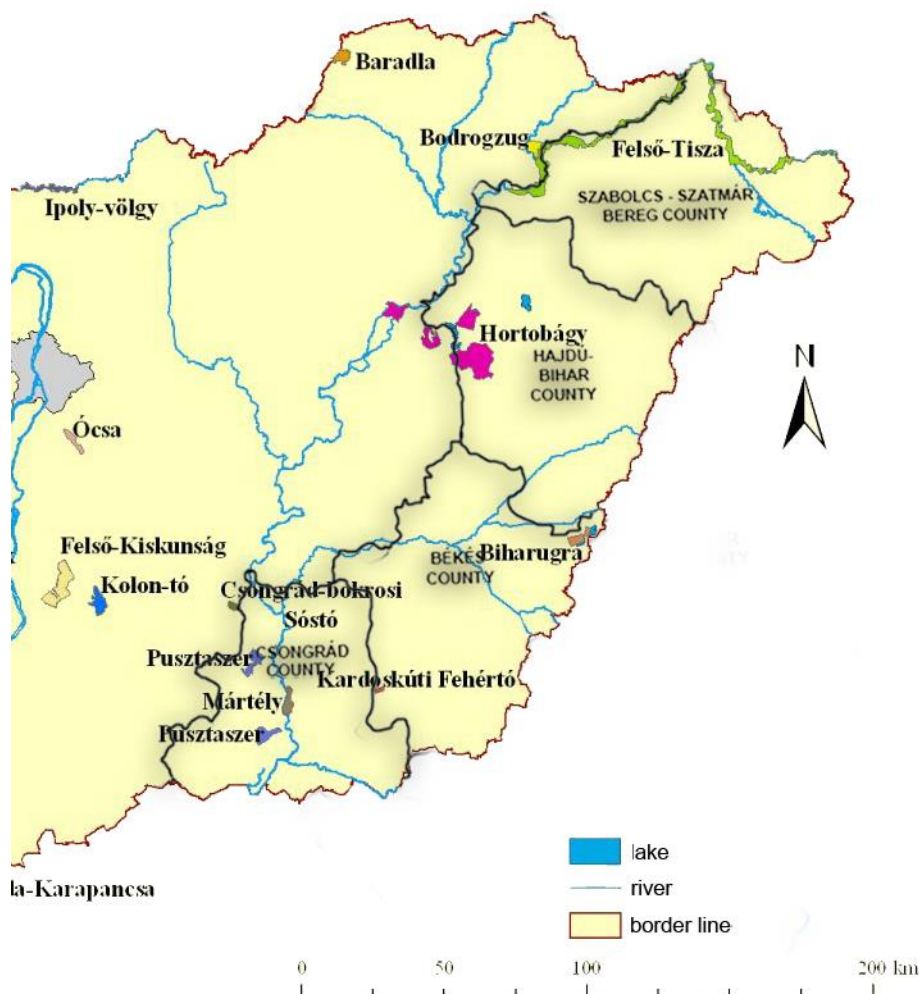 Baradla
Bodrogzug
Felső-Tisza
Ipoly-völgy
SZABOLCS - SZATMÁR
BEREG COUNTY
Hortobágy
HAJDÚ-
BIHAR
COUNTY
N
Ócsa
Felső-Kiskunság
Kolon-tó
Biharugra
BÉKÉS
COUNTY
Csongrád-bokrosi
Sóstó
Pusztaszer
CSONGRÁD
COUNTY
Kardoskúti Fehértó
Mártély
Pusztaszer
lake
river
border line
da-Karapancsa
0 50 100 200 km